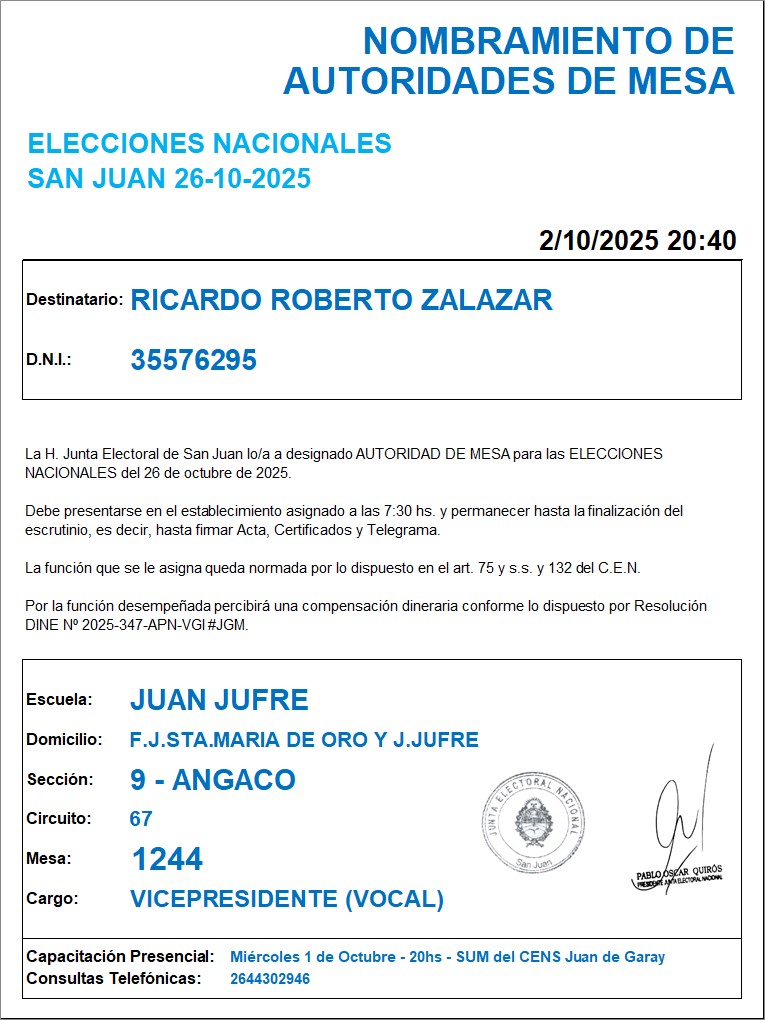 NOMBRAMIENTO DE
AUTORIDADES DE MESA
ELECCIONES NACIONALES
SAN JUAN 26-10-2025
2/10/2025 20:40
Destinatario: RICARDO ROBERTO ZALAZAR
D.N.I.: 35576295
La H. Junta Electoral de San Juan lo/a a designado AUTORIDAD DE MESA para las ELECCIONES
NACIONALES del 26 de octubre de 2025.
Debe presentarse en el establecimiento asignado a las 7:30 hs. y permanecer hasta la finalización del
escrutinio, es decir, hasta firmar Acta, Certificados y Telegrama.
La función que se le asigna queda normada por lo dispuesto en el art. 75 y s.s. y 132 del C.E.N.
Por la función desempeñada percibirá una compensación dineraria conforme lo dispuesto por Resolución
DINE Nº 2025-347-APN-VGI#JGM.
Escuela: JUAN JUFRE
Domicilio: F.J.STA.MARIA DE ORO Y J.JUFRE
Sección: 9 - ANGACO
Circuito: 67
Mesa: 1244
Cargo: VICEPRESIDENTE (VOCAL)
JUNTA ELECTORAL NACIONAL
San Juan
PABLO OSCAR QUIRÓS
PRESIDENTE JUNTA ELECTORAL NACIONAL
Capacitación Presencial: Miércoles 1 de Octubre - 20hs - SUM del CENS Juan de Garay
Consultas Telefónicas: 2644302946